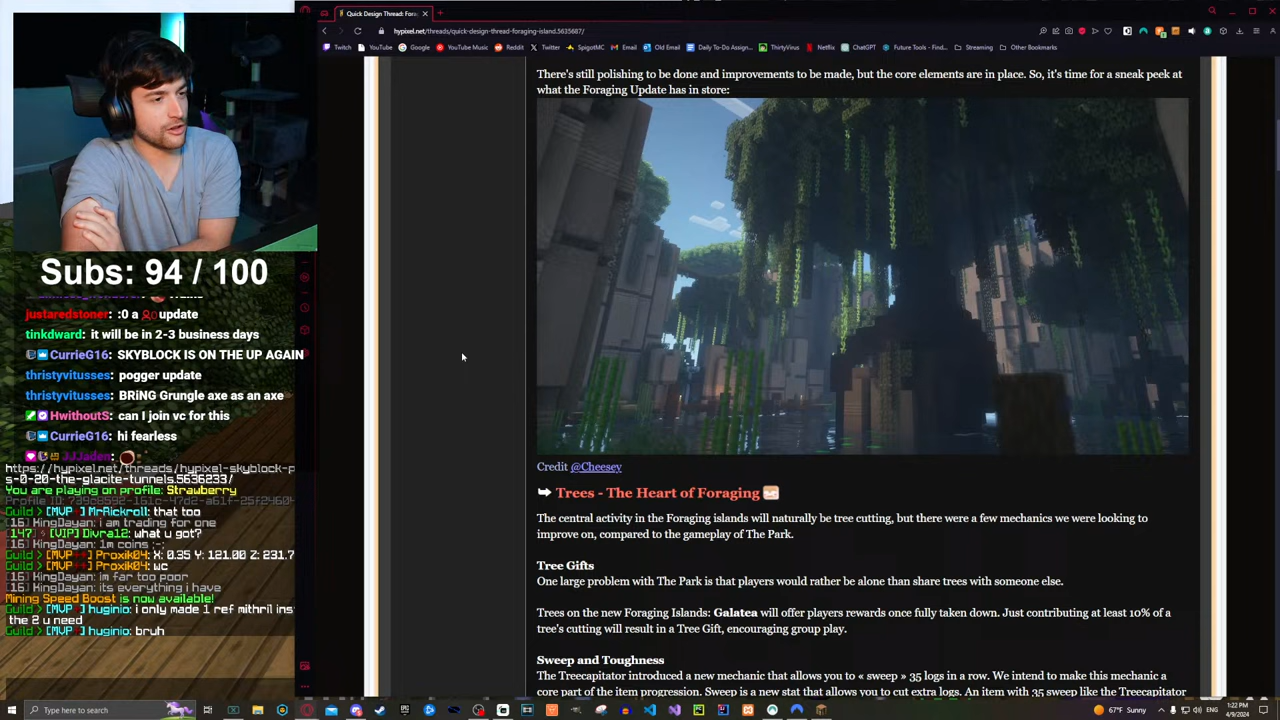 Quick Design Thread: Fora
hypixel.net/threads/quick-design-thread-foraging-island.5635687/
Twitch YouTube Google YouTube Music Reddit Twitter SpigotMC Email Old Email Daily To-Do Assign... ThirtyVirus Netflix ChatGPT Future Tools - Find... Streaming Other Bookmarks
There's still polishing to be done and improvements to be made, but the core elements are in place. So, it's time for a sneak peek at
what the Foraging Update has in store:
Credit @Cheesey
Trees - The Heart of Foraging
The central activity in the Foraging islands will naturally be tree cutting, but there were a few mechanics we were looking to
improve on, compared to the gameplay of The Park.
Tree Gifts
One large problem with The Park is that players would rather be alone than share trees with someone else.
Trees on the new Foraging Islands: Galatea will offer players rewards once fully taken down. Just contributing at least 10% of a
tree's cutting will result in a Tree Gift, encouraging group play.
Sweep and Toughness
The Treecapitator introduced a new mechanic that allows you to « sweep » 35 logs in a row. We intend to make this mechanic a
core part of the item progression. Sweep is a new stat that allows you to cut extra logs. An item with 35 sweep like the Treecapitator
Subs: 94 / 100
justaredstoner: :0 a update
tinkdward: it will be in 2-3 business days
CurrieG16: SKYBLOCK IS ON THE UP AGAIN
thristyvitusses: pogger update
thristyvitusses: BRiNG Grungle axe as an axe
HwithoutS: can I join vc for this
CurrieG16: hi fearless
JJJaden:
https://hypixel.net/threads/hypixel-skyblock-p
s-0-20-the-glacite-tunnels.5636233/
You are playing on profile: Strawberry
Profile ID:
Guild > [MVP+] MrRickroll: that too
[16] KingDayan: i am trading for one
[147] [VIP] Divra12: what u got?
[16] KingDayan: 1m coins ;-;
Guild > [MVP++] Proxik04: X: 0.35 Y: 121.00 Z: 231.7
Guild > [MVP++] Proxik04: wc
[16] KingDayan: im far too poor
[16] KingDayan: its everything i have
Mining Speed Boost is now available!
Guild > [MVP+] huginio: i only made 1 ref mithril ins
the 2 u need
Guild > [MVP+] huginio: bruh
Type here to search
67°F Sunny
1:22 PM
4/9/2024